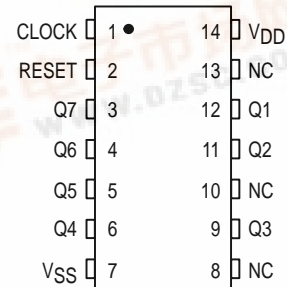 CLOCK 1 14 VDD
RESET 2 13 NC
Q7 3 12 Q1
Q6 4 11 Q2
Q5 5 10 NC
Q4 6 9 Q3
VSS 7 8 NC